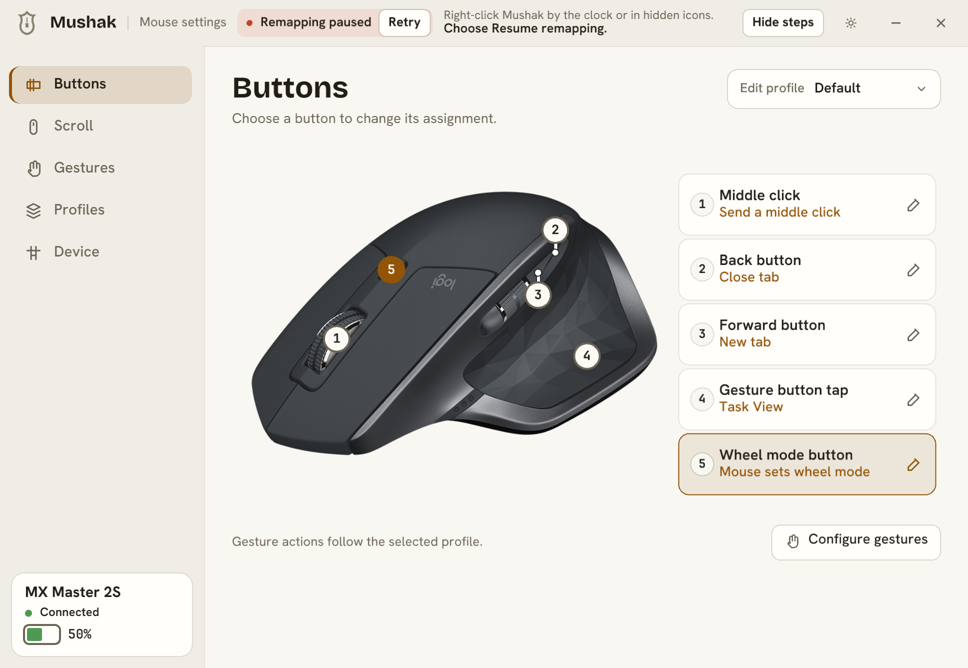 Mushak
Mouse settings
Remapping paused
Retry
Right-click Mushak by the clock or in hidden icons.
Choose Resume remapping.
Hide steps
Buttons
Scroll
Gestures
Profiles
Device
Buttons
Choose a button to change its assignment.
Edit profile Default
5
1
2
3
4
logi
1 Middle click
Send a middle click
2 Back button
Close tab
3 Forward button
New tab
4 Gesture button tap
Task View
5 Wheel mode button
Mouse sets wheel mode
Gesture actions follow the selected profile.
Configure gestures
MX Master 2S
Connected
50%